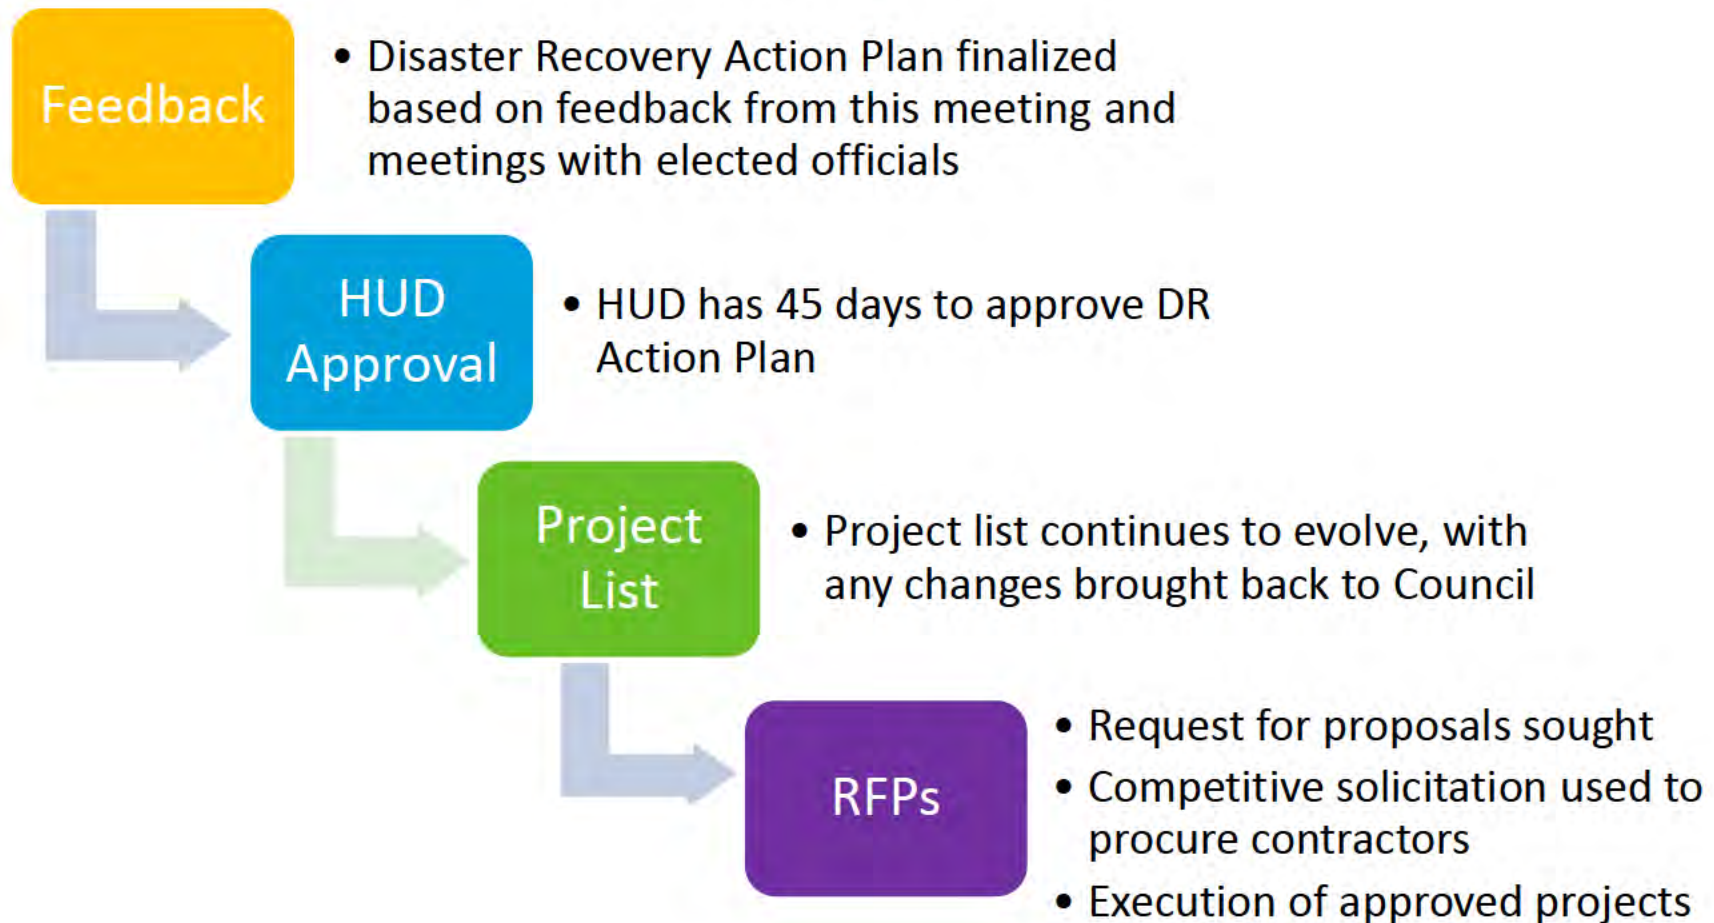 Feedback
• Disaster Recovery Action Plan finalized
based on feedback from this meeting and
meetings with elected officials
HUD
Approval
• HUD has 45 days to approve DR
Action Plan
Project
List
• Project list continues to evolve, with
any changes brought back to Council
RFPs
• Request for proposals sought
• Competitive solicitation used to
procure contractors
• Execution of approved projects